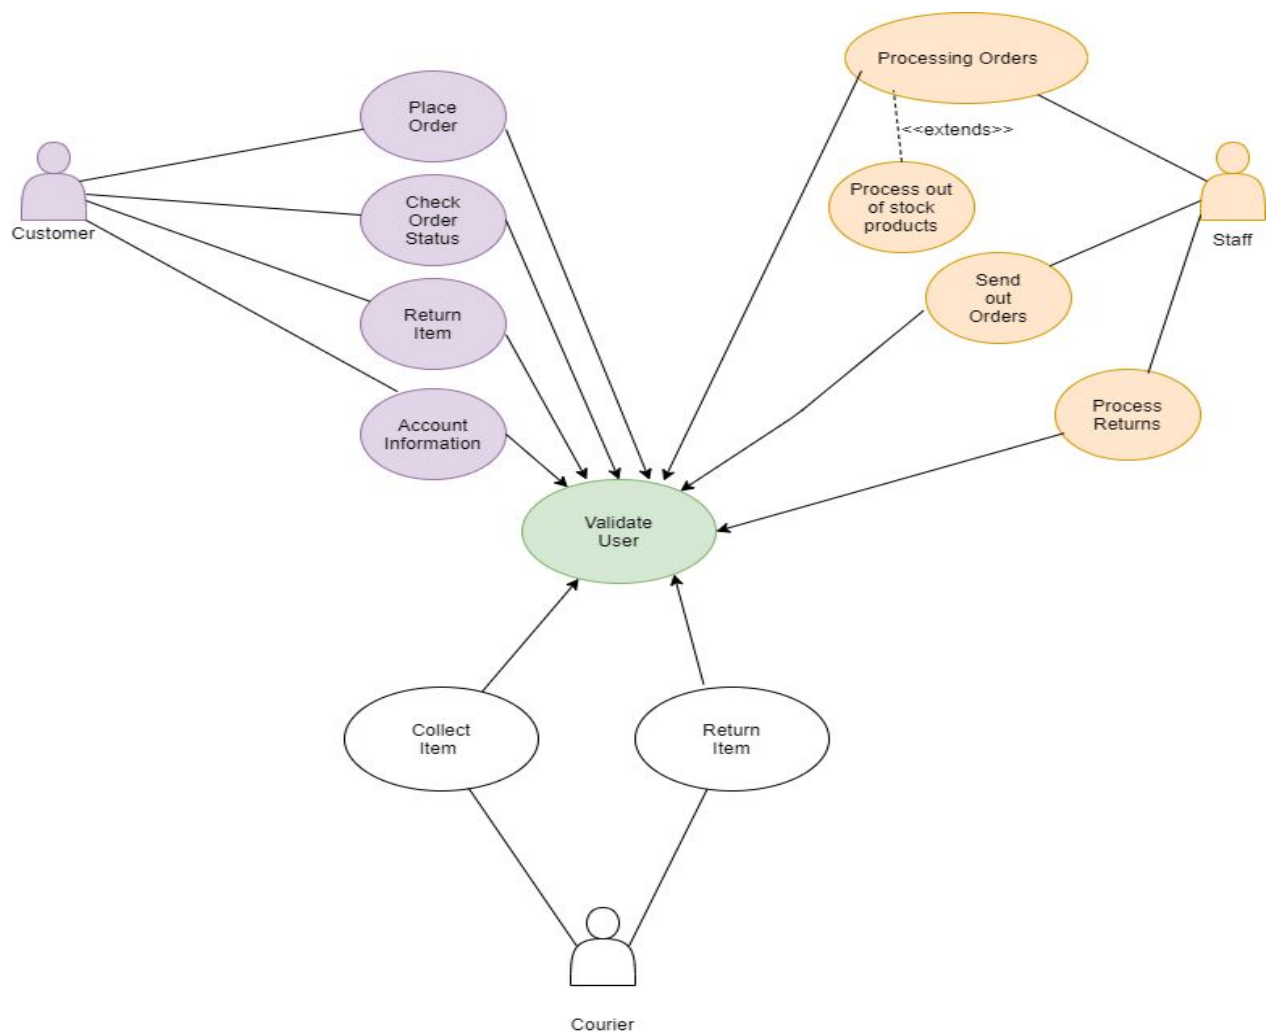 Processing Orders
Place
Order
<<extends>>
Process out
of stock
products
Check
Order
Status
Customer
Staff
Send
out
Orders
Return
Item
Process
Returns
Account
Information
Validate
User
Collect
Item
Return
Item
Courier